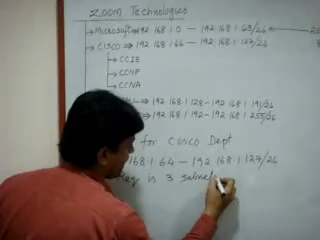 Zoom Technologies
Microsoft → 192.168.1.0 — 192.168.1.63/26
CISCO → 192.168.1.64 — 192.168.1.127/26
CCIE
CCNP
CCNA
→ 192.168.1.128 – 192.168.1.191/26
→ 192.168.1.192 – 192.168.1.255/26
for Cisco Dept
168.1.64 — 192.168.1.127/26
is 3